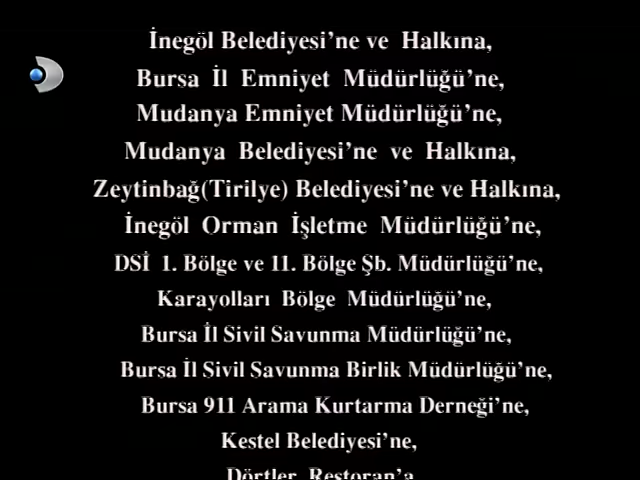 İnegöl Belediyesi’ne ve Halkına,
Bursa İl Emniyet Müdürlüğü’ne,
Mudanya Emniyet Müdürlüğü’ne,
Mudanya Belediyesi’ne ve Halkına,
Zeytinbağ(Tirilye) Belediyesi’ne ve Halkına,
İnegöl Orman İşletme Müdürlüğü’ne,
DSİ 1. Bölge ve 11. Bölge Şb. Müdürlüğü’ne,
Karayolları Bölge Müdürlüğü’ne,
Bursa İl Sivil Savunma Müdürlüğü’ne,
Bursa İl Sivil Savunma Birlik Müdürlüğü’ne,
Bursa 911 Arama Kurtarma Derneği’ne,
Kestel Belediyesi’ne,
Dörtler Restoran’a